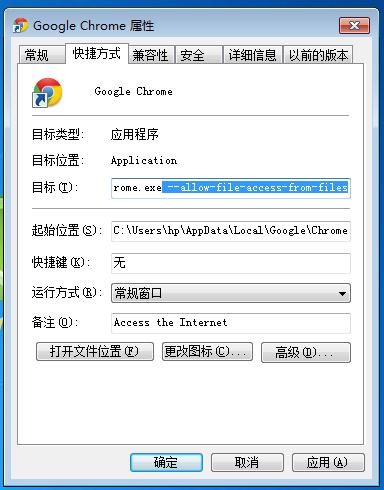 Google Chrome 属性
常规 快捷方式 兼容性 安全 详细信息 以前的版本
Google Chrome
目标类型: 应用程序
目标位置: Application
目标(T): rome.exe --allow-file-access-from-files
起始位置(S): C:\Users\hp\AppData\Local\Google\Chrome
快捷键(K): 无
运行方式(R): 常规窗口
备注(O): Access the Internet
打开文件位置(F) 更改图标(C)... 高级(D)...
确定 取消 应用(A)